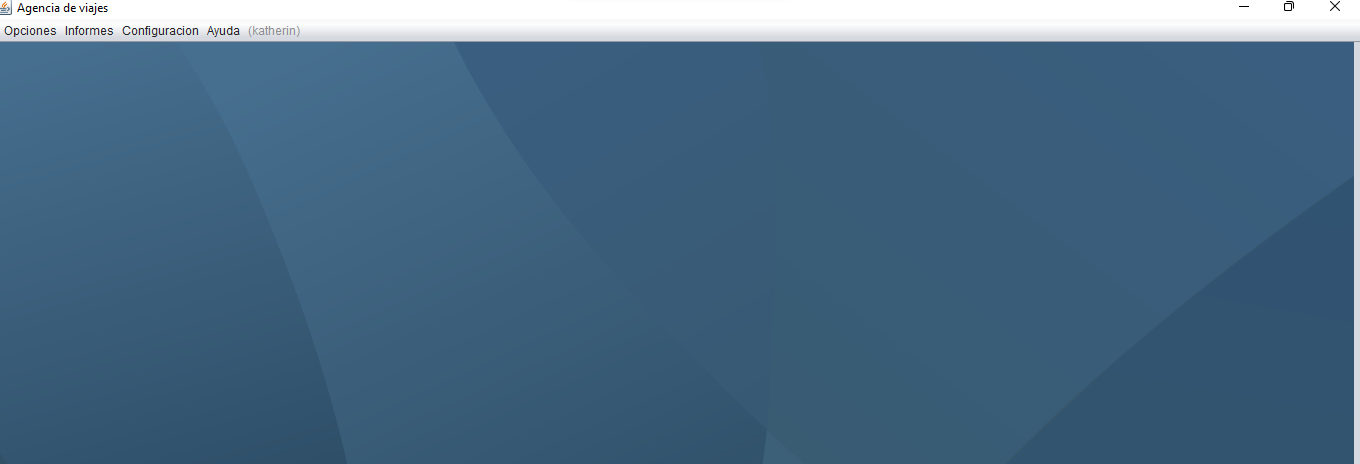 Agencia de viajes
Opciones Informes Configuracion Ayuda (katherin)